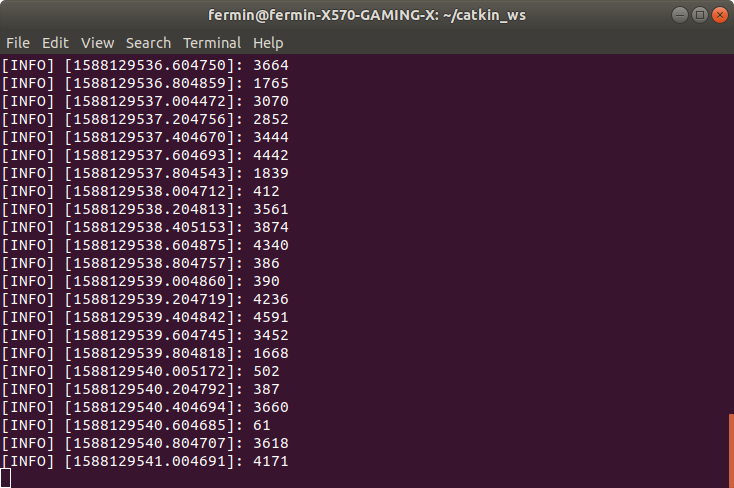 fermin@fermin-X570-GAMING-X: ~/catkin_ws
File Edit View Search Terminal Help
[INFO] [1588129536.604750]: 3664
[INFO] [1588129536.804859]: 1765
[INFO] [1588129537.004472]: 3070
[INFO] [1588129537.204756]: 2852
[INFO] [1588129537.404670]: 3444
[INFO] [1588129537.604693]: 4442
[INFO] [1588129537.804543]: 1839
[INFO] [1588129538.004712]: 412
[INFO] [1588129538.204813]: 3561
[INFO] [1588129538.405153]: 3874
[INFO] [1588129538.604875]: 4340
[INFO] [1588129538.804757]: 386
[INFO] [1588129539.004860]: 390
[INFO] [1588129539.204719]: 4236
[INFO] [1588129539.404842]: 4591
[INFO] [1588129539.604745]: 3452
[INFO] [1588129539.804818]: 1668
[INFO] [1588129540.005172]: 502
[INFO] [1588129540.204792]: 387
[INFO] [1588129540.404694]: 3660
[INFO] [1588129540.604685]: 61
[INFO] [1588129540.804707]: 3618
[INFO] [1588129541.004691]: 4171